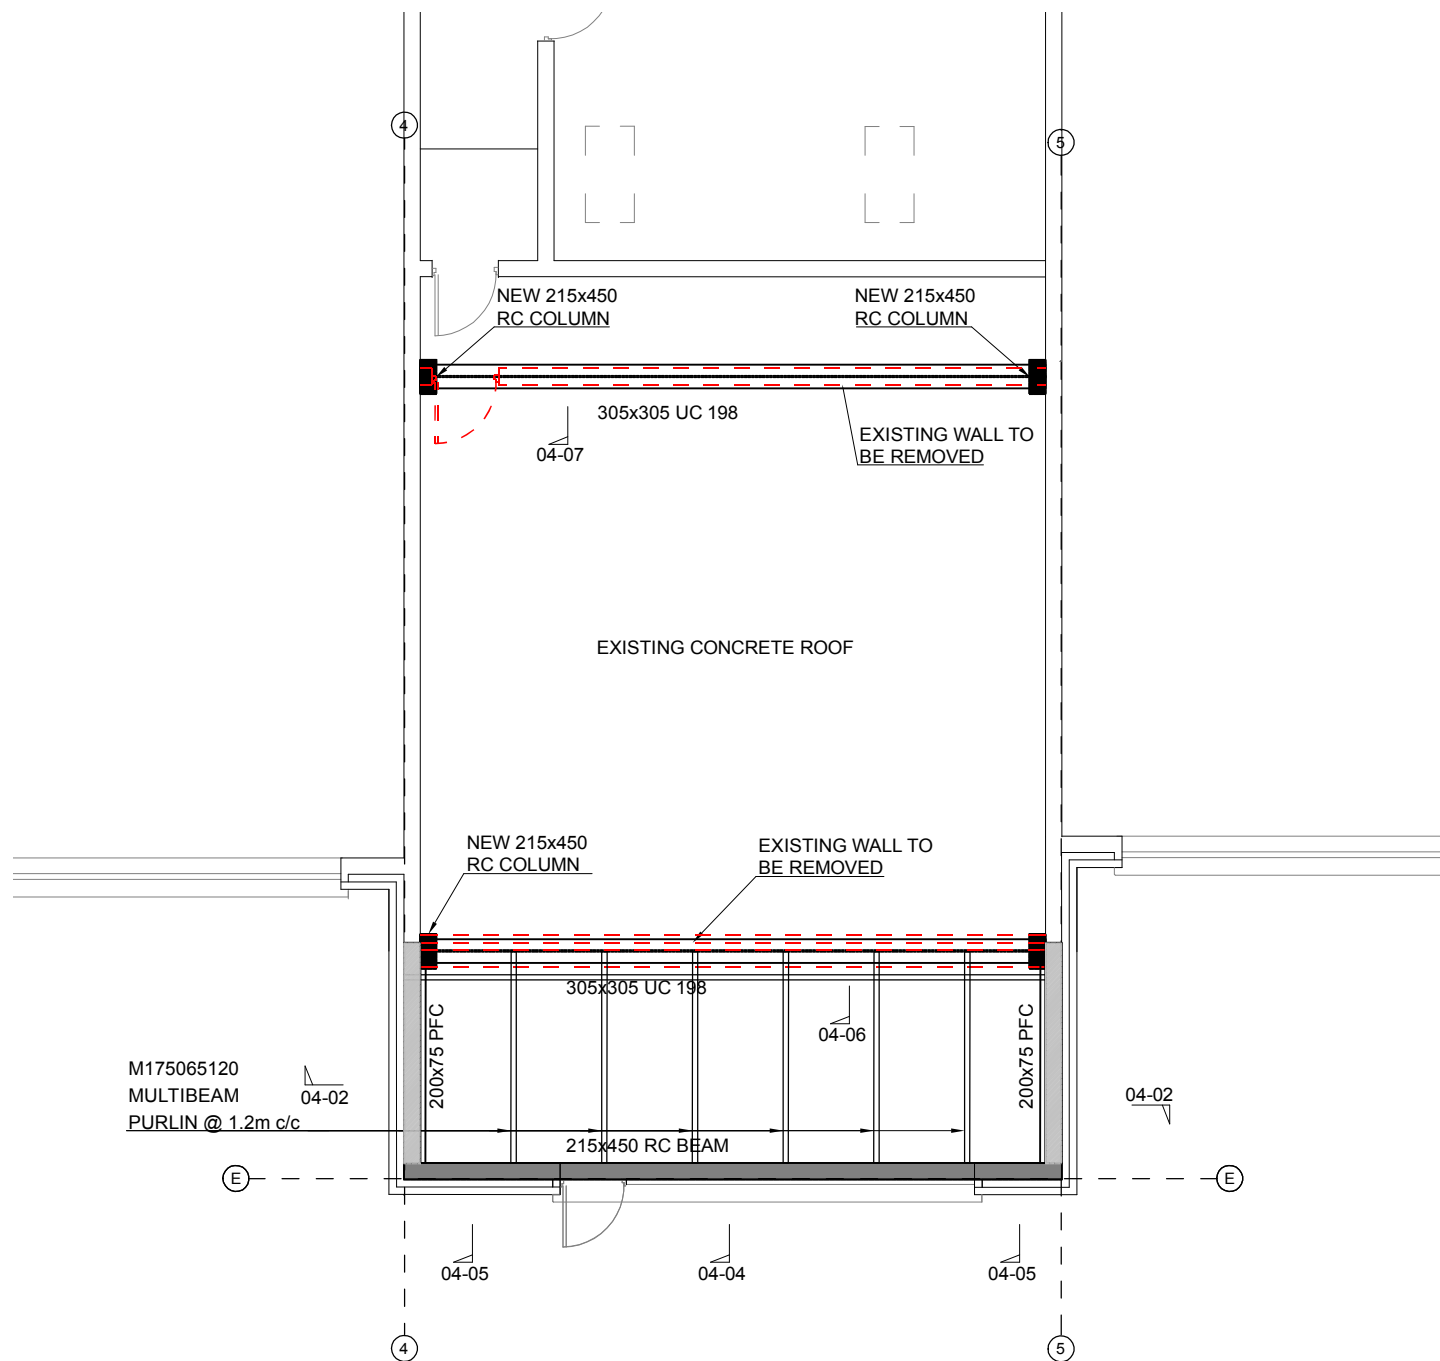 4
5
NEW 215x450
RC COLUMN
NEW 215x450
RC COLUMN
305x305 UC 198
04-07
EXISTING WALL TO
BE REMOVED
EXISTING CONCRETE ROOF
NEW 215x450
RC COLUMN
EXISTING WALL TO
BE REMOVED
305x305 UC 198
04-06
200x75 PFC
200x75 PFC
M175065120
MULTIBEAM
PURLIN @ 1.2m c/c
04-02
04-02
215x450 RC BEAM
E
E
04-05
04-04
04-05
4
5